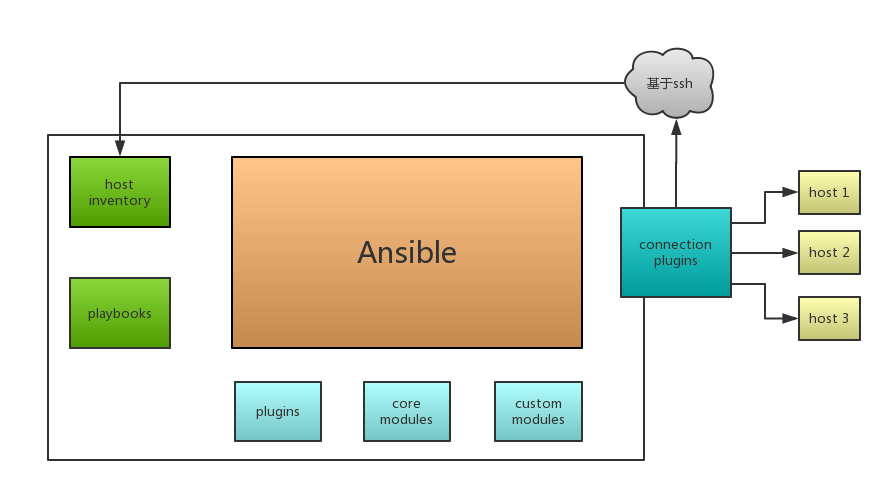 基于ssh
host
inventory
Ansible
connection
plugins
host 1
host 2
host 3
playbooks
plugins
core
modules
custom
modules